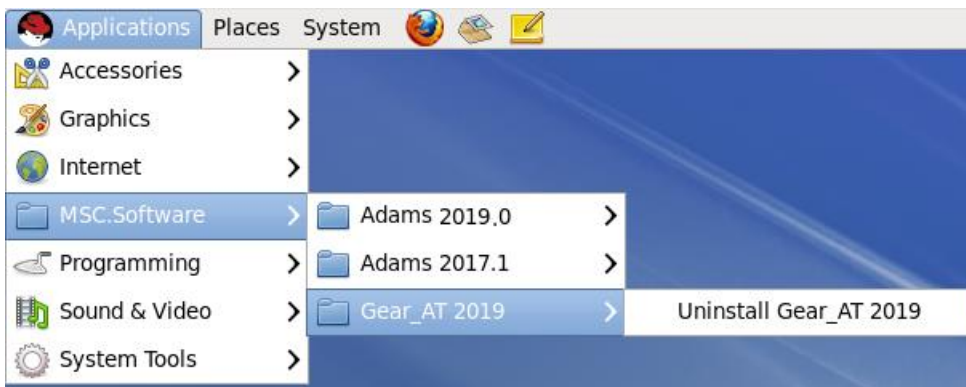 Applications Places System
Accessories
Graphics
Internet
MSC.Software
Programming
Sound & Video
System Tools
Adams 2019.0
Adams 2017.1
Gear_AT 2019
Uninstall Gear_AT 2019